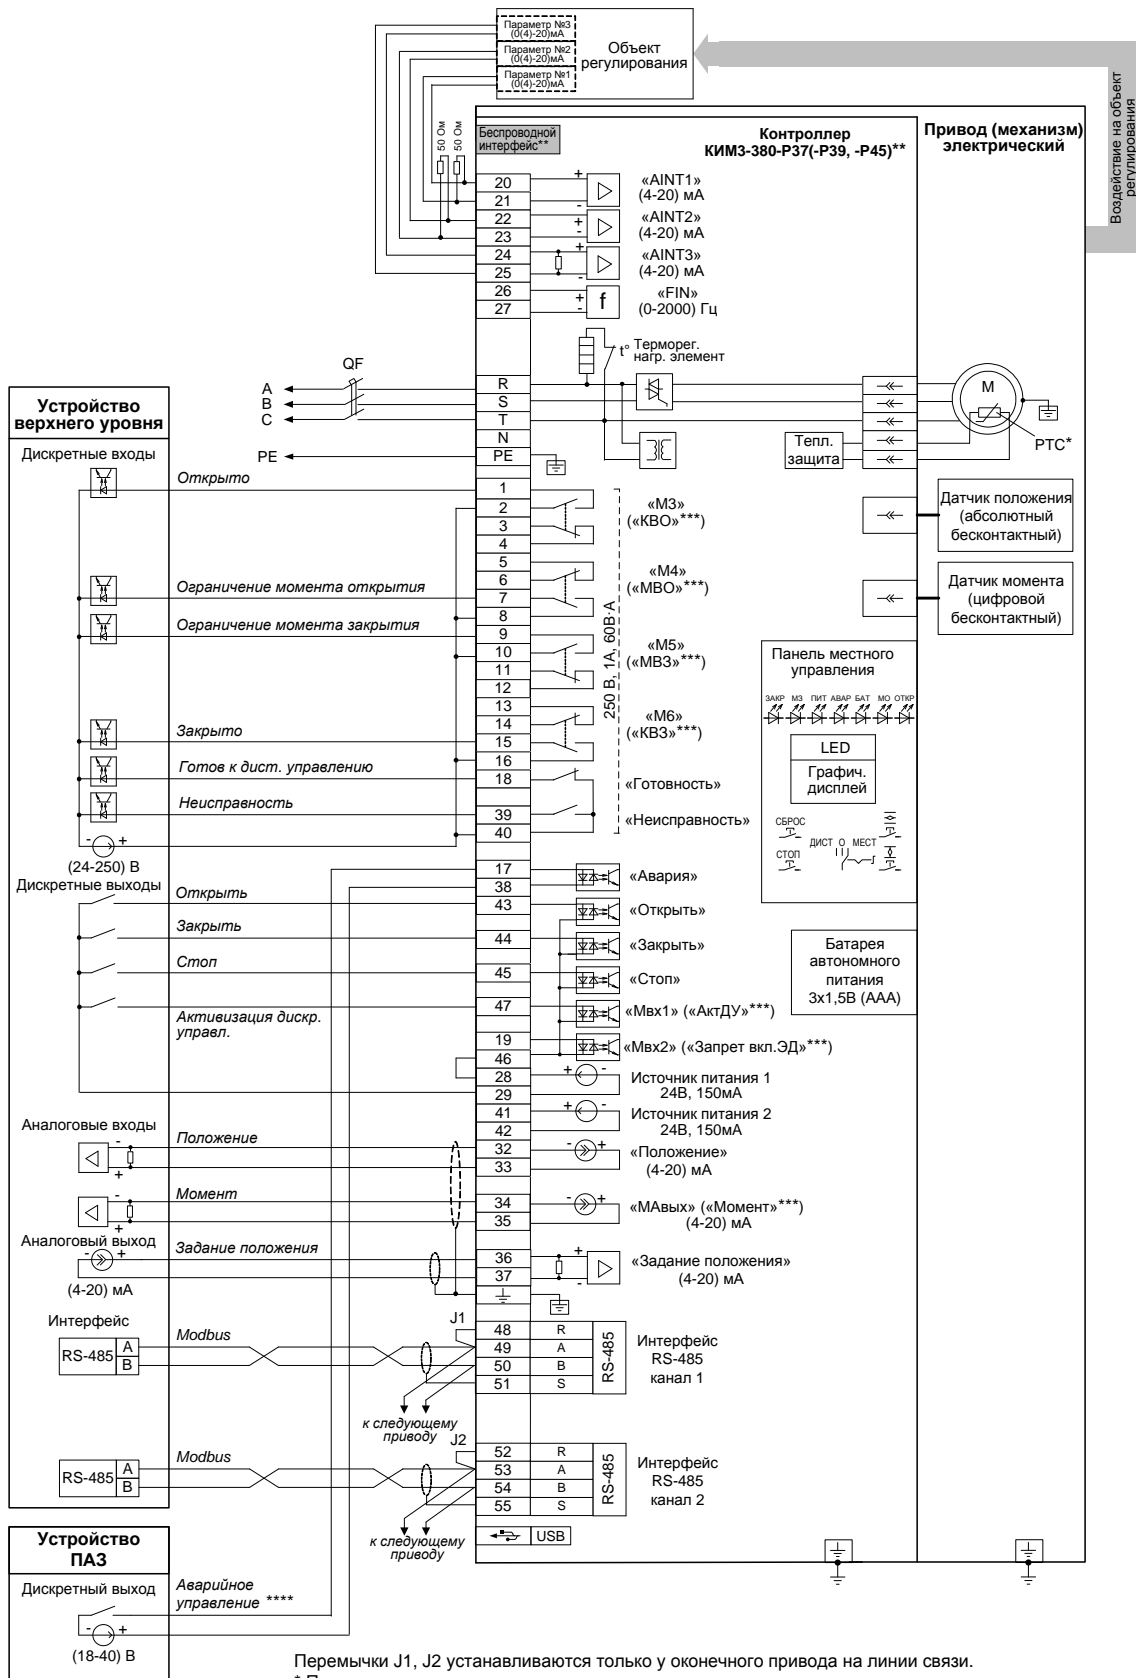 Параметр №3
(0(4)-20)мА
Параметр №2
(0(4)-20)мА
Параметр №1
(0(4)-20)мА
Объект
регулирования
Воздействие на объект
регулирования
50 Ом
50 Ом
Беспроводной
интерфейс**
Контроллер
КИМ3-380-Р37(-Р39, -Р45)**
Привод (механизм)
электрический
20
21
22
23
24
25
26
27
+
-
«AINT1»
(4-20) мА
+
-
«AINT2»
(4-20) мА
+
-
«AINT3»
(4-20) мА
+
-
f
«FIN»
(0-2000) Гц
t°
Терморег.
нагр. элемент
QF
A
B
C
PE
R
S
T
N
PE
М
РТС*
Тепл.
защита
Датчик положения
(абсолютный
бесконтактный)
Датчик момента
(цифровой
бесконтактный)
Устройство
верхнего уровня
Дискретные входы
Открыто
Ограничение момента открытия
Ограничение момента закрытия
Закрыто
Готов к дист. управлению
Неисправность
- +
(24-250) В
1
2
3
4
5
6
7
8
9
10
11
12
13
14
15
16
18
39
40
«М3»
(«КВО»***)
«М4»
(«МВО»***)
«М5»
(«МВЗ»***)
«М6»
(«КВЗ»***)
«Готовность»
«Неисправность»
250 В, 1А, 60В·А
Панель местного
управления
ЗАКР МЗ ПИТ АВАР БАТ МО ОТКР
LED
Графич.
дисплей
СБРОС
СТОП
ДИСТ О МЕСТ
Батарея
автономного
питания
3х1,5В (ААА)
Дискретные выходы
Открыть
Закрыть
Стоп
Активизация дискр.
управл.
17
38
43
44
45
47
19
46
28
29
41
42
32
33
34
35
36
37
«Авария»
«Открыть»
«Закрыть»
«Стоп»
«Мвх1» («АктДУ»***)
«Мвх2» («Запрет вкл.ЭД»***)
+ -
Источник питания 1
24В, 150мА
+ -
Источник питания 2
24В, 150мА
- +
«Положение»
(4-20) мА
- +
«МАвых» («Момент»***)
(4-20) мА
+
-
«Задание положения»
(4-20) мА
Аналоговые входы
-
+
Положение
-
+
Момент
Аналоговый выход
- +
Задание положения
(4-20) мА
Интерфейс
RS-485
A
B
Modbus
J1
48 R
49 A
50 B
51 S
RS-485
Интерфейс
RS-485
канал 1
к следующему
приводу
RS-485
A
B
Modbus
J2
52 R
53 A
54 B
55 S
RS-485
Интерфейс
RS-485
канал 2
к следующему
приводу
USB
Устройство
ПАЗ
Дискретный выход
- +
(18-40) В
Аварийное
управление ****
Перемычки J1, J2 устанавливаются только у оконечного привода на линии связи.